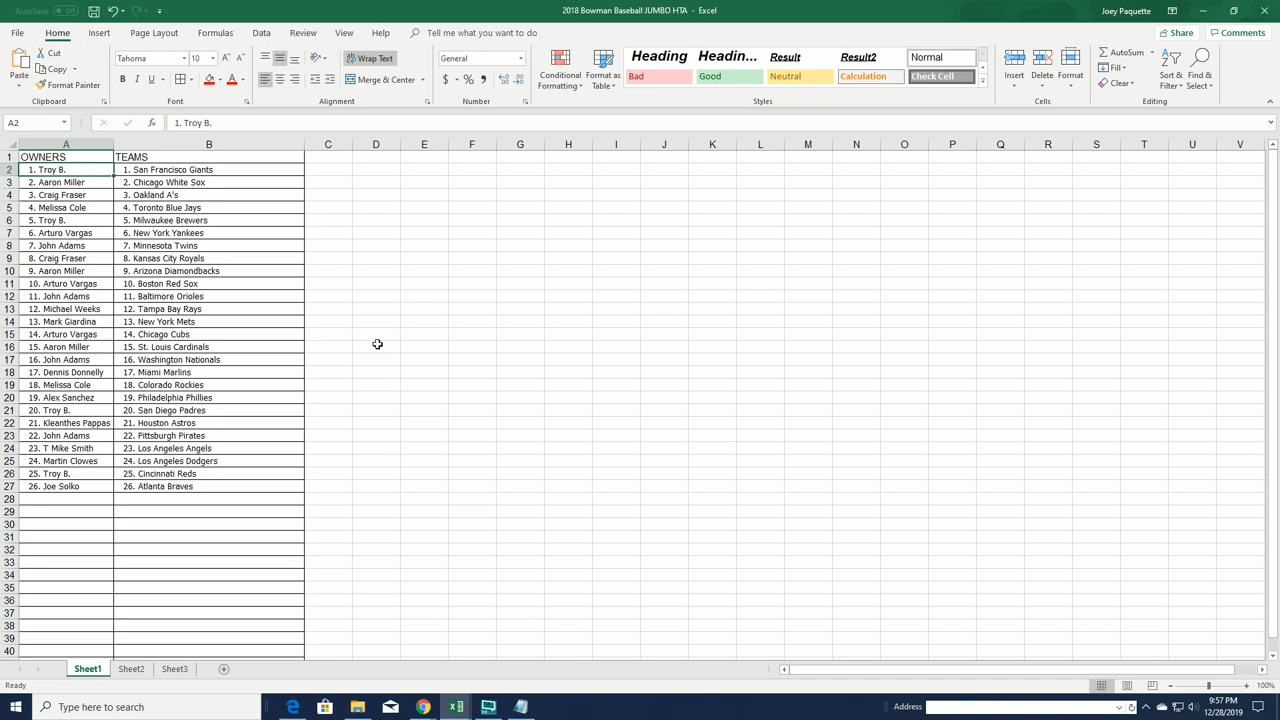 AutoSave Off 2018 Bowman Baseball JUMBO HTA - Excel Joey Paquette
File Home Insert Page Layout Formulas Data Review View Help Tell me what you want to do Share Comments
Paste Cut Copy Format Painter Clipboard
Tahoma 10 B I U A Font
Wrap Text Merge & Center Alignment
General $ % , Number
Conditional Formatting Format as Table
Heading Headin... Result Result2 Normal
Bad Good Neutral Calculation Check Cell
Styles
Insert Delete Format Cells
AutoSum Fill Clear Sort & Filter Find & Select Editing
A2 fx 1. Troy B.
A B C D E F G H I J K L M N O P Q R S T U V
1 OWNERS TEAMS
2 1. Troy B. 1. San Francisco Giants
3 2. Aaron Miller 2. Chicago White Sox
4 3. Craig Fraser 3. Oakland A's
5 4. Melissa Cole 4. Toronto Blue Jays
6 5. Troy B. 5. Milwaukee Brewers
7 6. Arturo Vargas 6. New York Yankees
8 7. John Adams 7. Minnesota Twins
9 8. Craig Fraser 8. Kansas City Royals
10 9. Aaron Miller 9. Arizona Diamondbacks
11 10. Arturo Vargas 10. Boston Red Sox
12 11. John Adams 11. Baltimore Orioles
13 12. Michael Weeks 12. Tampa Bay Rays
14 13. Mark Giardina 13. New York Mets
15 14. Arturo Vargas 14. Chicago Cubs
16 15. Aaron Miller 15. St. Louis Cardinals
17 16. John Adams 16. Washington Nationals
18 17. Dennis Donnelly 17. Miami Marlins
19 18. Melissa Cole 18. Colorado Rockies
20 19. Alex Sanchez 19. Philadelphia Phillies
21 20. Troy B. 20. San Diego Padres
22 21. Kleanthes Pappas 21. Houston Astros
23 22. John Adams 22. Pittsburgh Pirates
24 23. T Mike Smith 23. Los Angeles Angels
25 24. Martin Clowes 24. Los Angeles Dodgers
26 25. Troy B. 25. Cincinnati Reds
27 26. Joe Solko 26. Atlanta Braves
28
29
30
31
32
33
34
35
36
37
38
39
40
Sheet1 Sheet2 Sheet3
Ready 100%
Type here to search Address 9:57 PM
12/28/2019